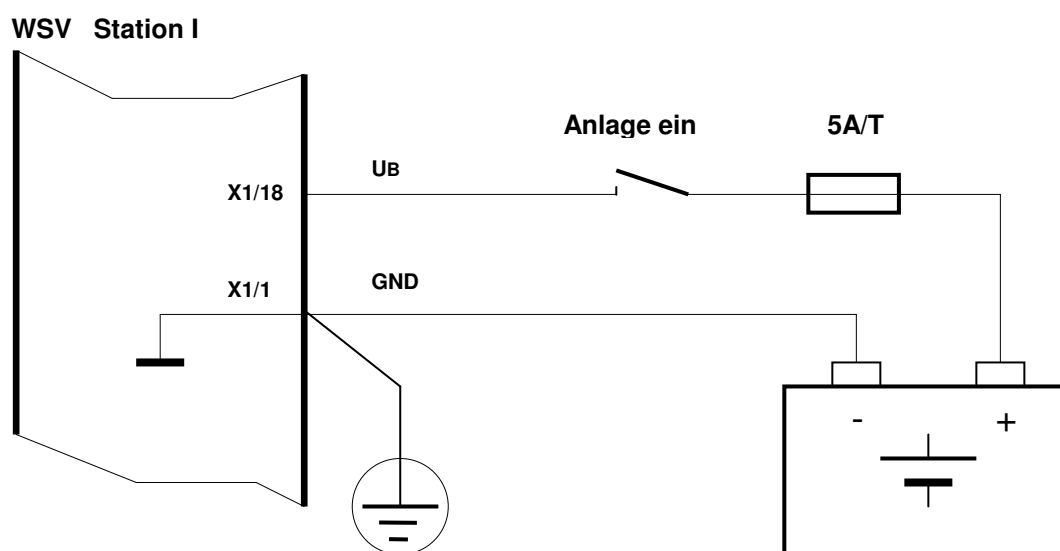 WSV Station I
Anlage ein
5A/T
UB
X1/18
GND
X1/1
- +